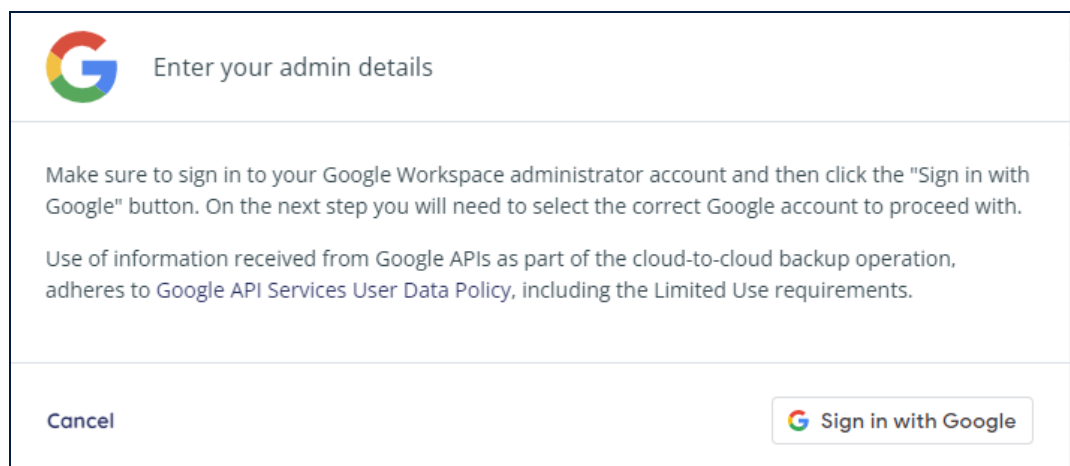 Enter your admin details
Make sure to sign in to your Google Workspace administrator account and then click the "Sign in with
Google" button. On the next step you will need to select the correct Google account to proceed with.
Use of information received from Google APIs as part of the cloud-to-cloud backup operation,
adheres to Google API Services User Data Policy, including the Limited Use requirements.
Cancel
Sign in with Google